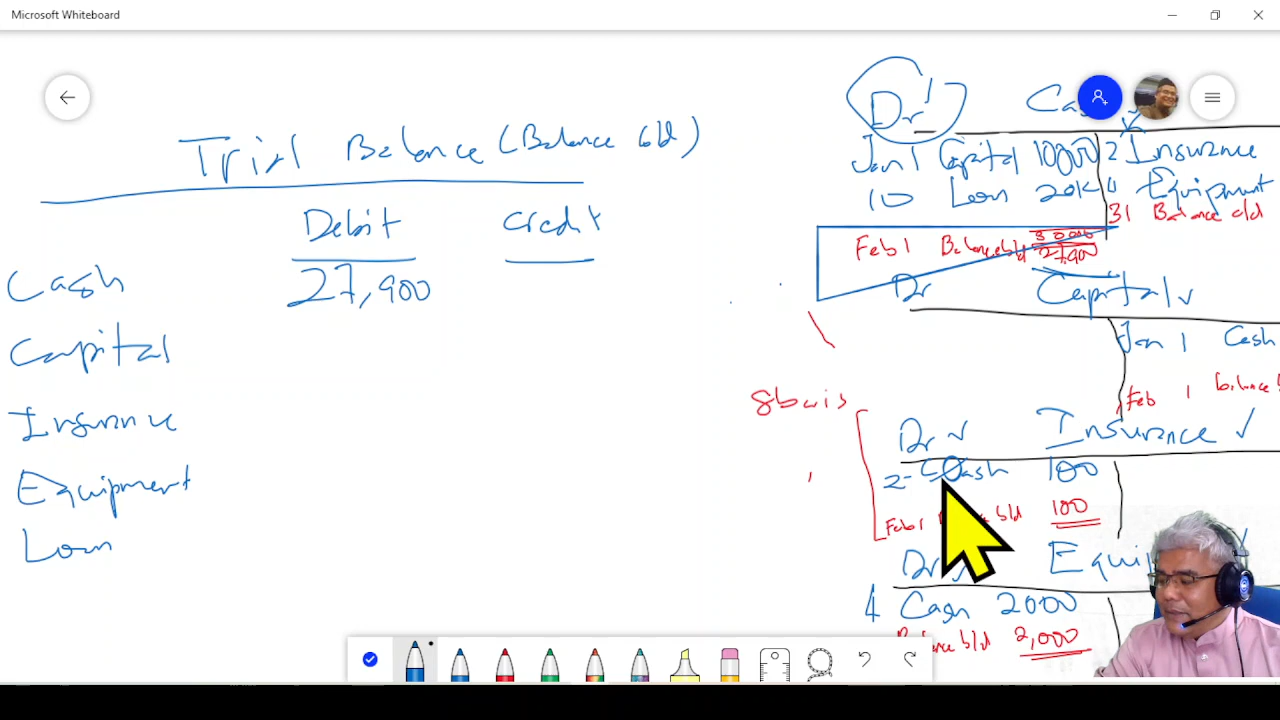 Microsoft Whiteboard
Trial Balance (Balance b/d)
Debit Credit
Cash 27,900
Capital
Insurance
Equipment
Loan
Dr
Jan 1 Capital 10000 2 Insurance
10 Loan 20K 4 Equipment
31 Balance c/d
30000
Feb 1 Balance b/d 27,900
Dr Capital
Jan 1 Cash
Feb 1 balance
Dr Insurance
2 Cash 100
Feb 1 b/d 100
Dr
4 Cash 2000
b/d 2,000